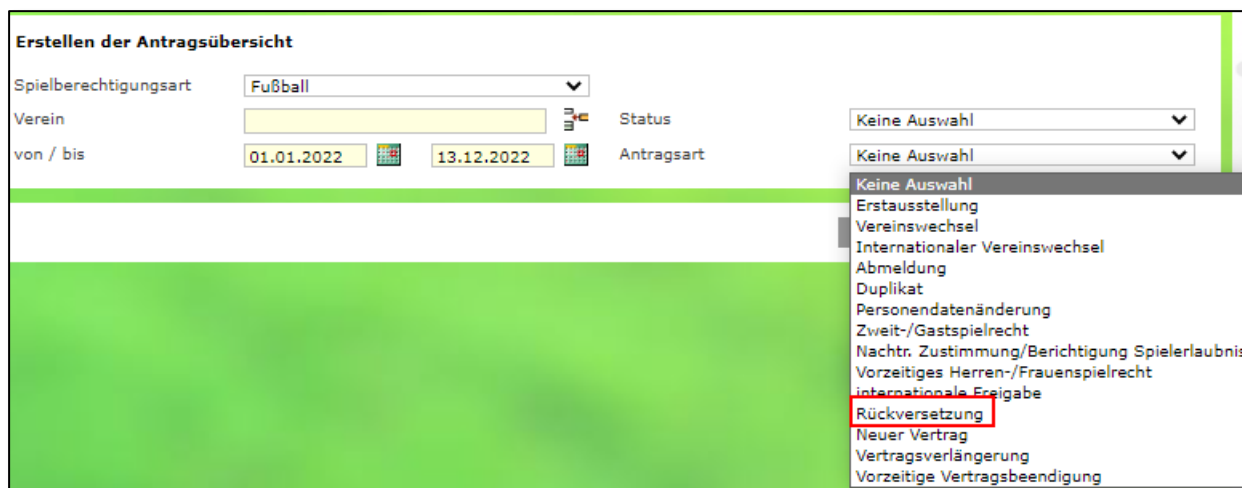 Erstellen der Antragsübersicht
Spielberechtigungsart Fußball
Verein Status Keine Auswahl
von / bis 01.01.2022 13.12.2022 Antragsart Keine Auswahl
Keine Auswahl
Erstausstellung
Vereinswechsel
Internationaler Vereinswechsel
Abmeldung
Duplikat
Personendatenänderung
Zweit-/Gastspielrecht
Nachtr. Zustimmung/Berichtigung Spielerlaubnis
Vorzeitiges Herren-/Frauenspielrecht
internationale Freigabe
Rückversetzung
Neuer Vertrag
Vertragsverlängerung
Vorzeitige Vertragsbeendigung